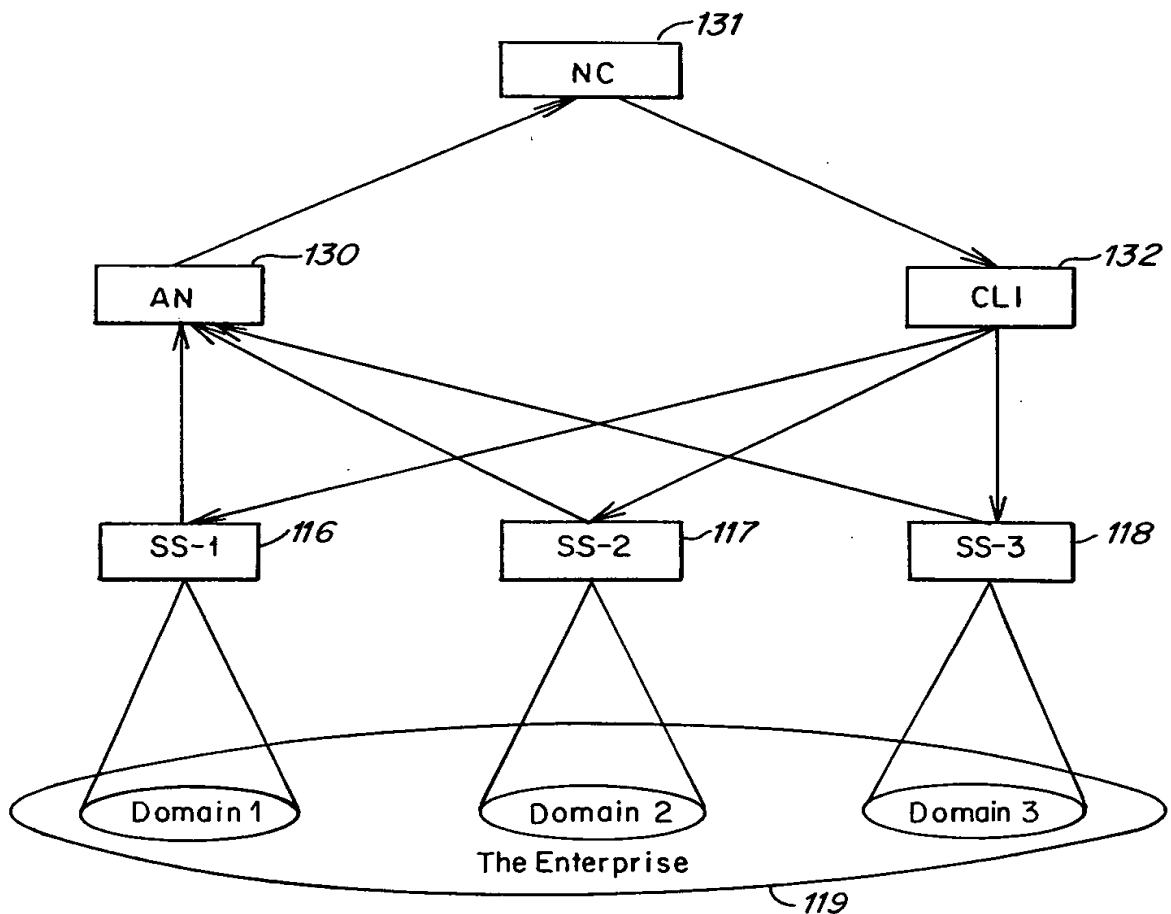 131
NC
130
132
AN
CLI
SS-1
116
SS-2
117
SS-3
118
Domain 1
Domain 2
Domain 3
The Enterprise
119